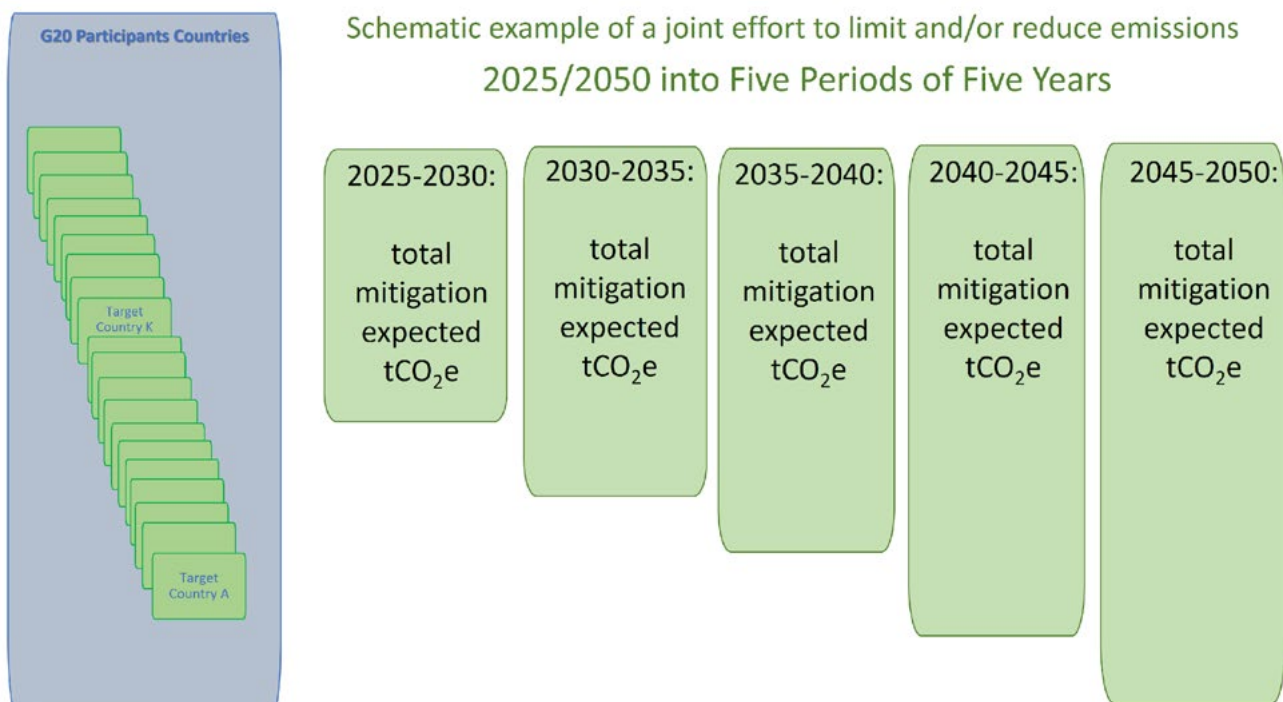 G20 Participants Countries
Target
Country K
Target
Country A
Schematic example of a joint effort to limit and/or reduce emissions
2025/2050 into Five Periods of Five Years
2025-2030:
total
mitigation
expected
tCO₂e
2030-2035:
total
mitigation
expected
tCO₂e
2035-2040:
total
mitigation
expected
tCO₂e
2040-2045:
total
mitigation
expected
tCO₂e
2045-2050:
total
mitigation
expected
tCO₂e